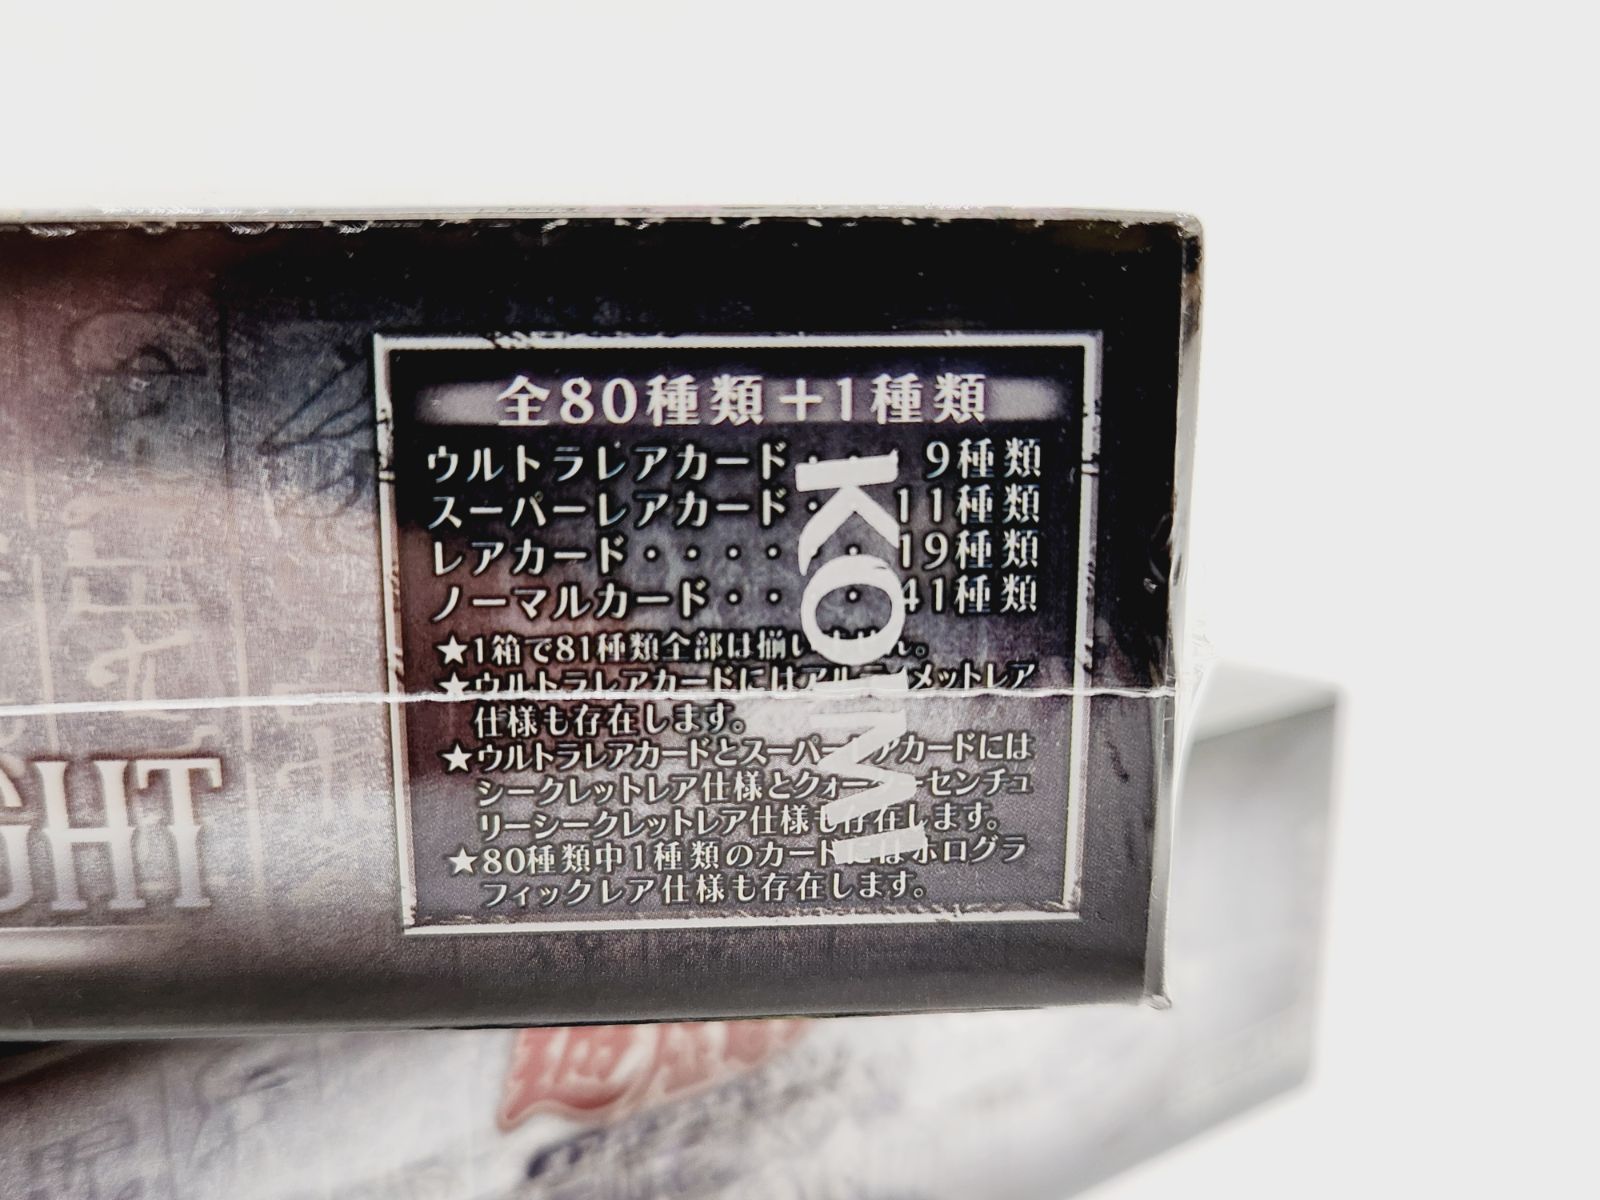 全80種類+1種類
ウルトラレアカード・・・9種類
スーパーレアカード・・11種類
レアカード・・・・・・19種類
ノーマルカード・・・・41種類
★1箱で81種類全部は揃いません。
★ウルトラレアカードにはアルティメットレア
仕様も存在します。
★ウルトラレアカードとスーパーレアカードには
シークレットレア仕様とクォーターセンチュ
リーシークレットレア仕様も存在します。
★80種類中1種類のカードにはホログラ
フィックレア仕様も存在します。
KONMI
GHT